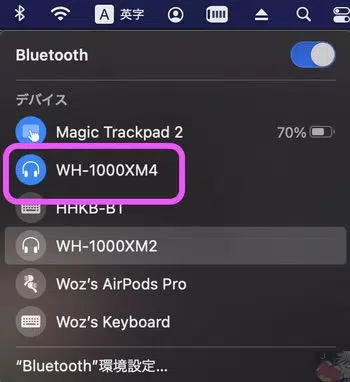 A 英字
Bluetooth
デバイス
Magic Trackpad 2 70%
WH-1000XM4
HHKB-BT
WH-1000XM2
Woz's AirPods Pro
Woz's Keyboard
“Bluetooth”環境設定...